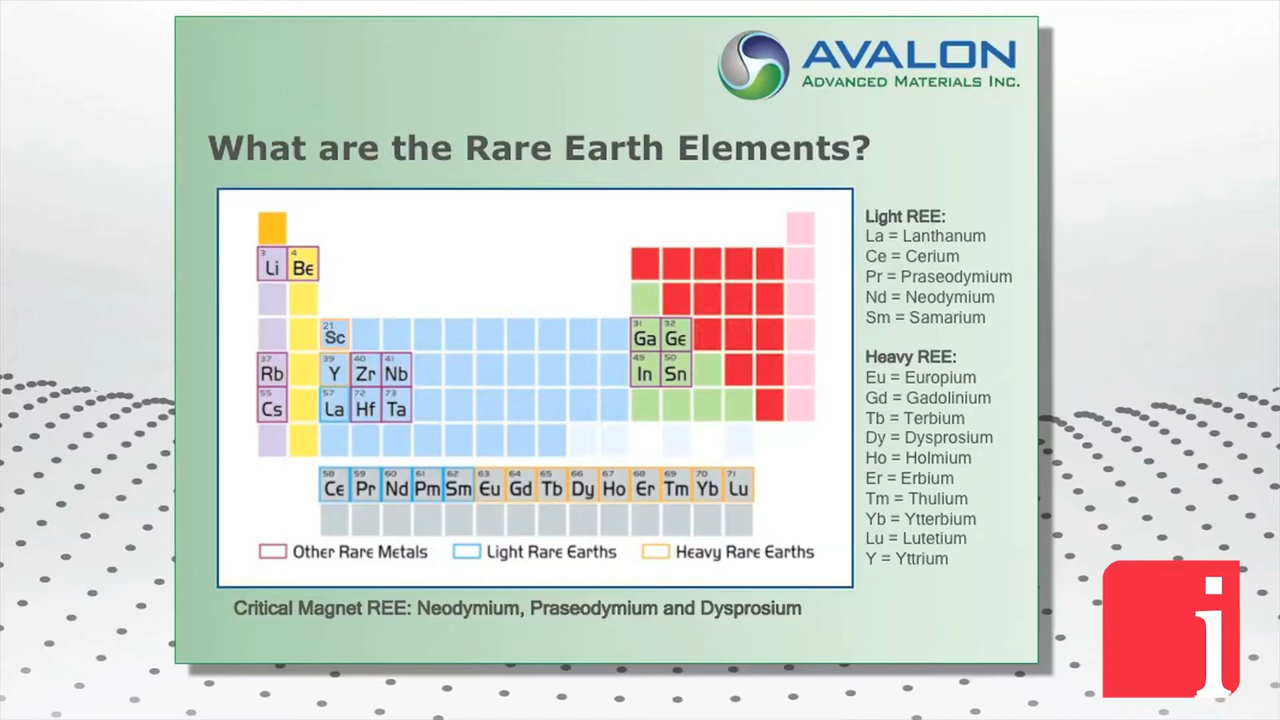 AVALON
ADVANCED MATERIALS INC.
What are the Rare Earth Elements?
3 4
Li Be
21 31 32
Sc Ga Ge
37 39 40 41 49 50
Rb Y Zr Nb In Sn
55 57 72 73
Cs La Hf Ta
58 59 60 61 62 63 64 65 66 67 68 69 70 71
Ce Pr Nd Pm Sm Eu Gd Tb Dy Ho Er Tm Yb Lu
Other Rare Metals Light Rare Earths Heavy Rare Earths
Light REE:
La = Lanthanum
Ce = Cerium
Pr = Praseodymium
Nd = Neodymium
Sm = Samarium
Heavy REE:
Eu = Europium
Gd = Gadolinium
Tb = Terbium
Dy = Dysprosium
Ho = Holmium
Er = Erbium
Tm = Thulium
Yb = Ytterbium
Lu = Lutetium
Y = Yttrium
Critical Magnet REE: Neodymium, Praseodymium and Dysprosium
i